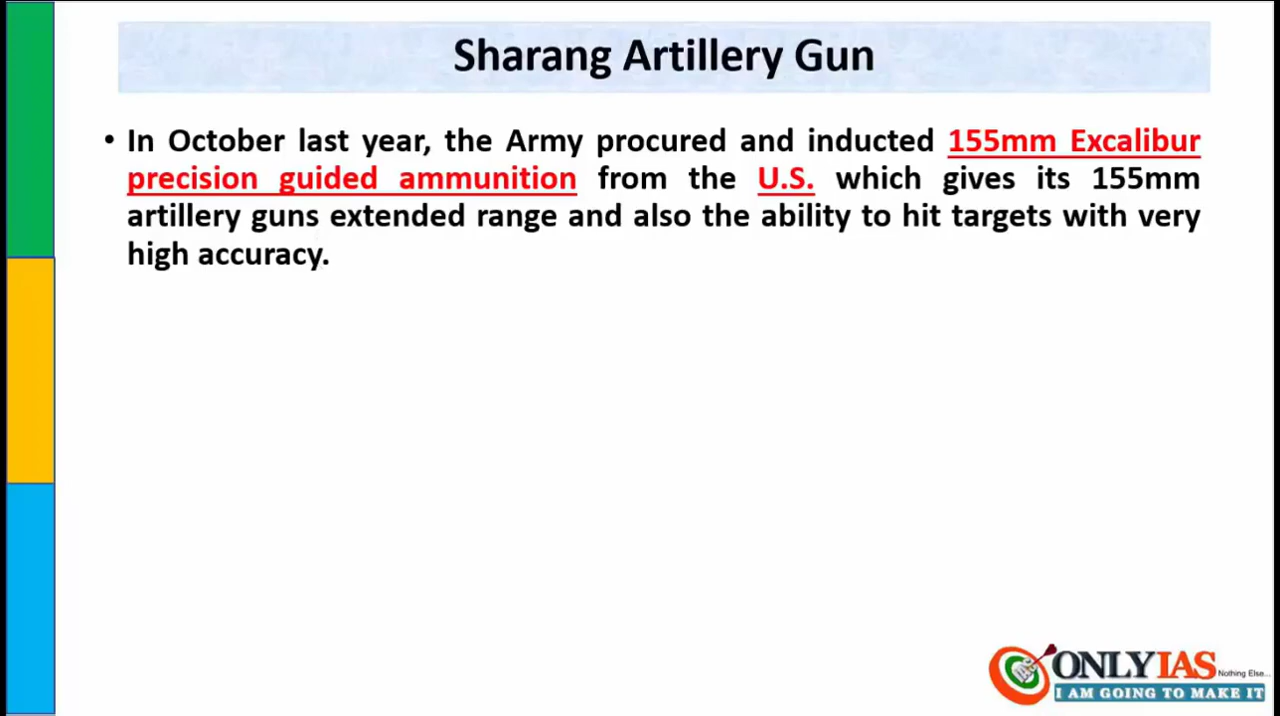 Sharang Artillery Gun
• In October last year, the Army procured and inducted 155mm Excalibur
precision guided ammunition from the U.S. which gives its 155mm
artillery guns extended range and also the ability to hit targets with very
high accuracy.
ONLYIAS Nothing Else...
I AM GOING TO MAKE IT